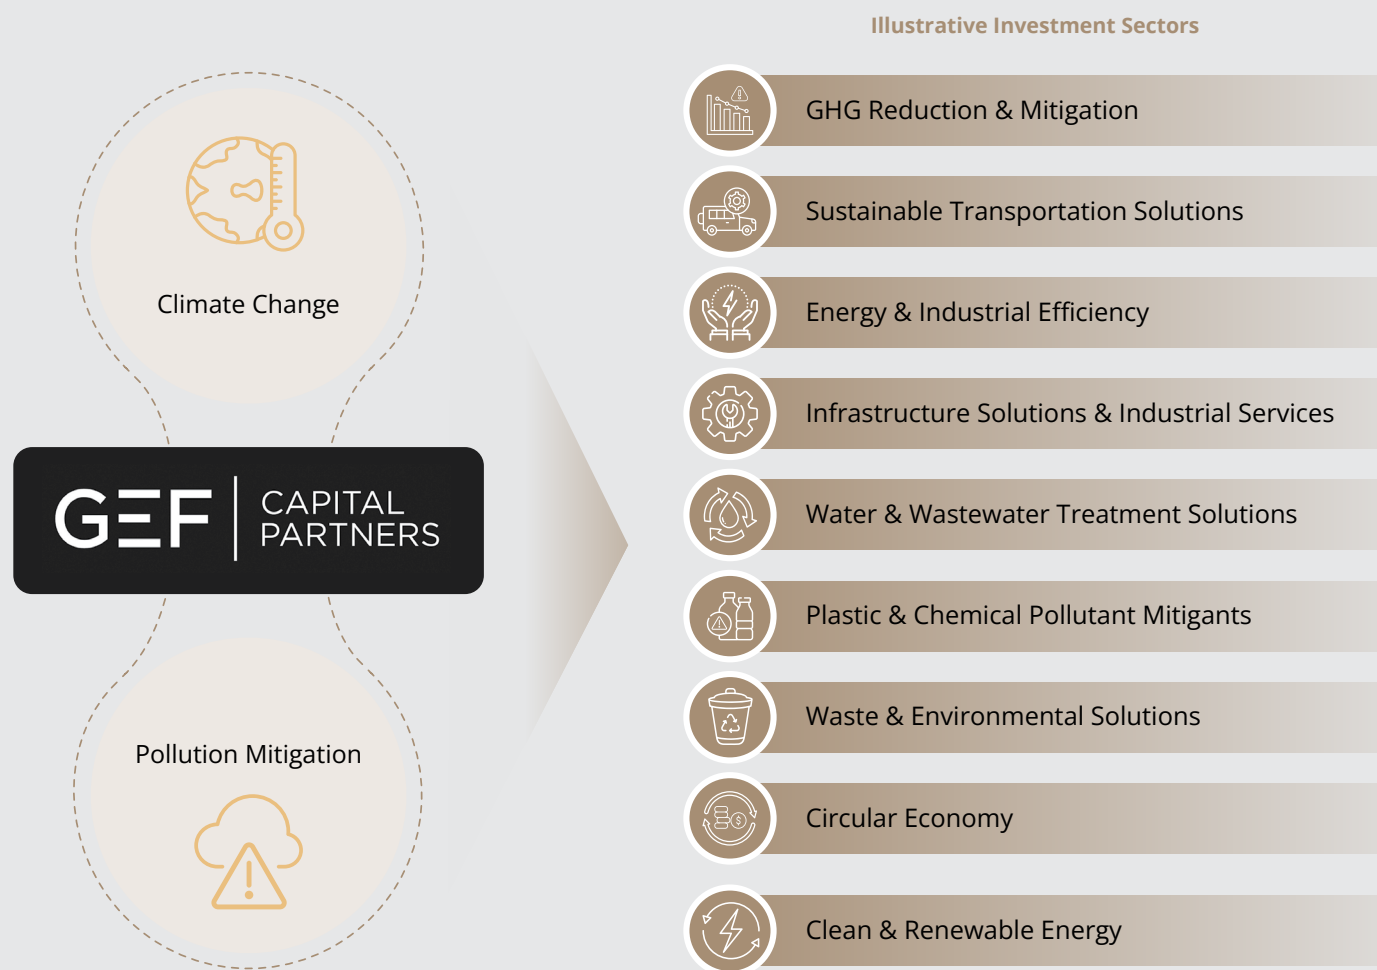 Illustrative Investment Sectors
Climate Change
GEF
CAPITAL
PARTNERS
Pollution Mitigation
GHG Reduction & Mitigation
Sustainable Transportation Solutions
Energy & Industrial Efficiency
Infrastructure Solutions & Industrial Services
Water & Wastewater Treatment Solutions
Plastic & Chemical Pollutant Mitigants
Waste & Environmental Solutions
Circular Economy
Clean & Renewable Energy